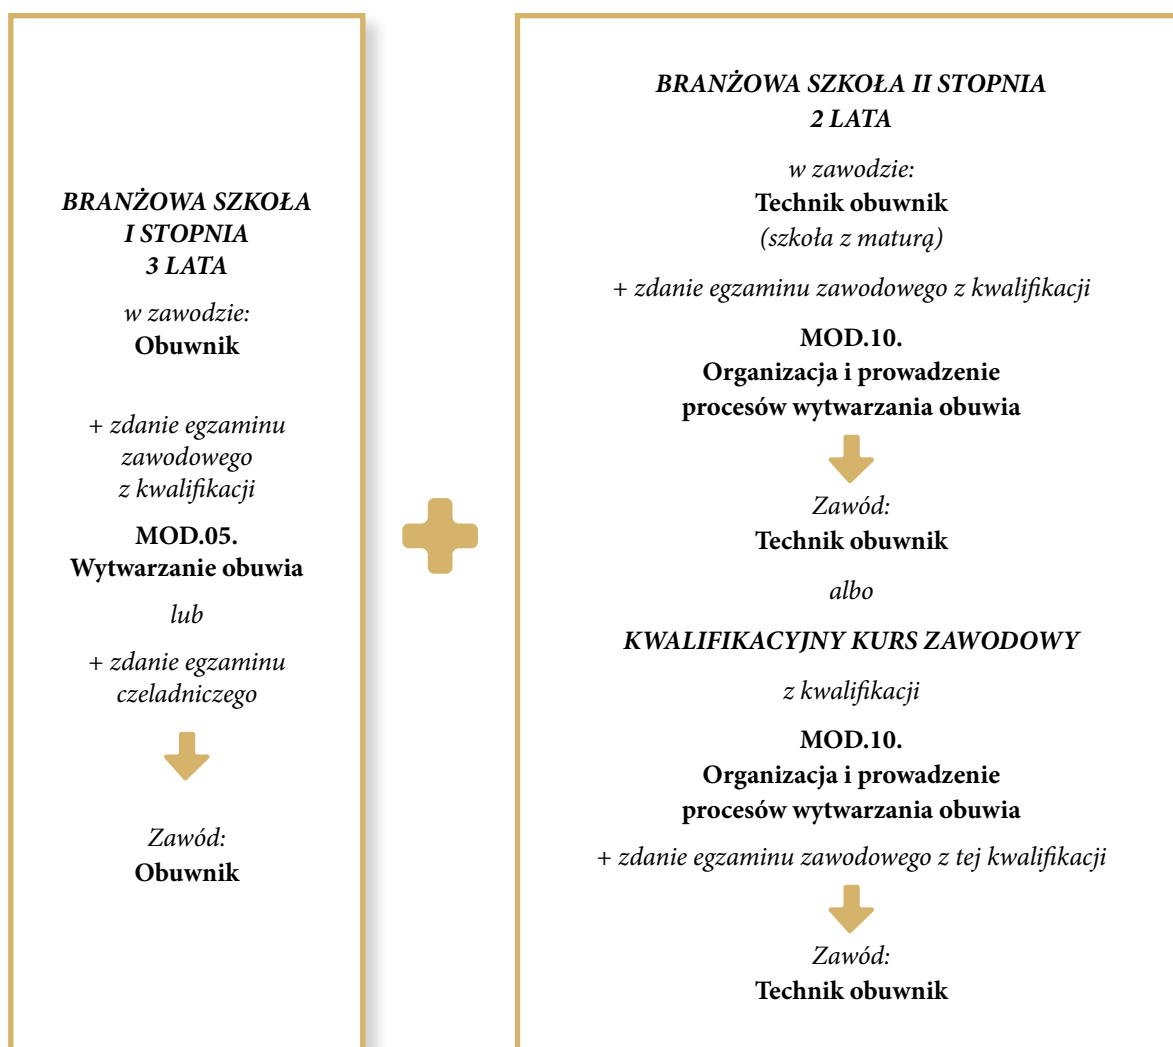 BRANŻOWA SZKOŁA
I STOPNIA
3 LATA
w zawodzie:
Obuwnik
+ zdanie egzaminu
zawodowego
z kwalifikacji
MOD.05.
Wytwarzanie obuwia
lub
+ zdanie egzaminu
czeladniczego
Zawód:
Obuwnik
BRANŻOWA SZKOŁA II STOPNIA
2 LATA
w zawodzie:
Technik obuwnik
(szkoła z maturą)
+ zdanie egzaminu zawodowego z kwalifikacji
MOD.10.
Organizacja i prowadzenie
procesów wytwarzania obuwia
Zawód:
Technik obuwnik
albo
KWALIFIKACYJNY KURS ZAWODOWY
z kwalifikacji
MOD.10.
Organizacja i prowadzenie
procesów wytwarzania obuwia
+ zdanie egzaminu zawodowego z tej kwalifikacji
Zawód:
Technik obuwnik